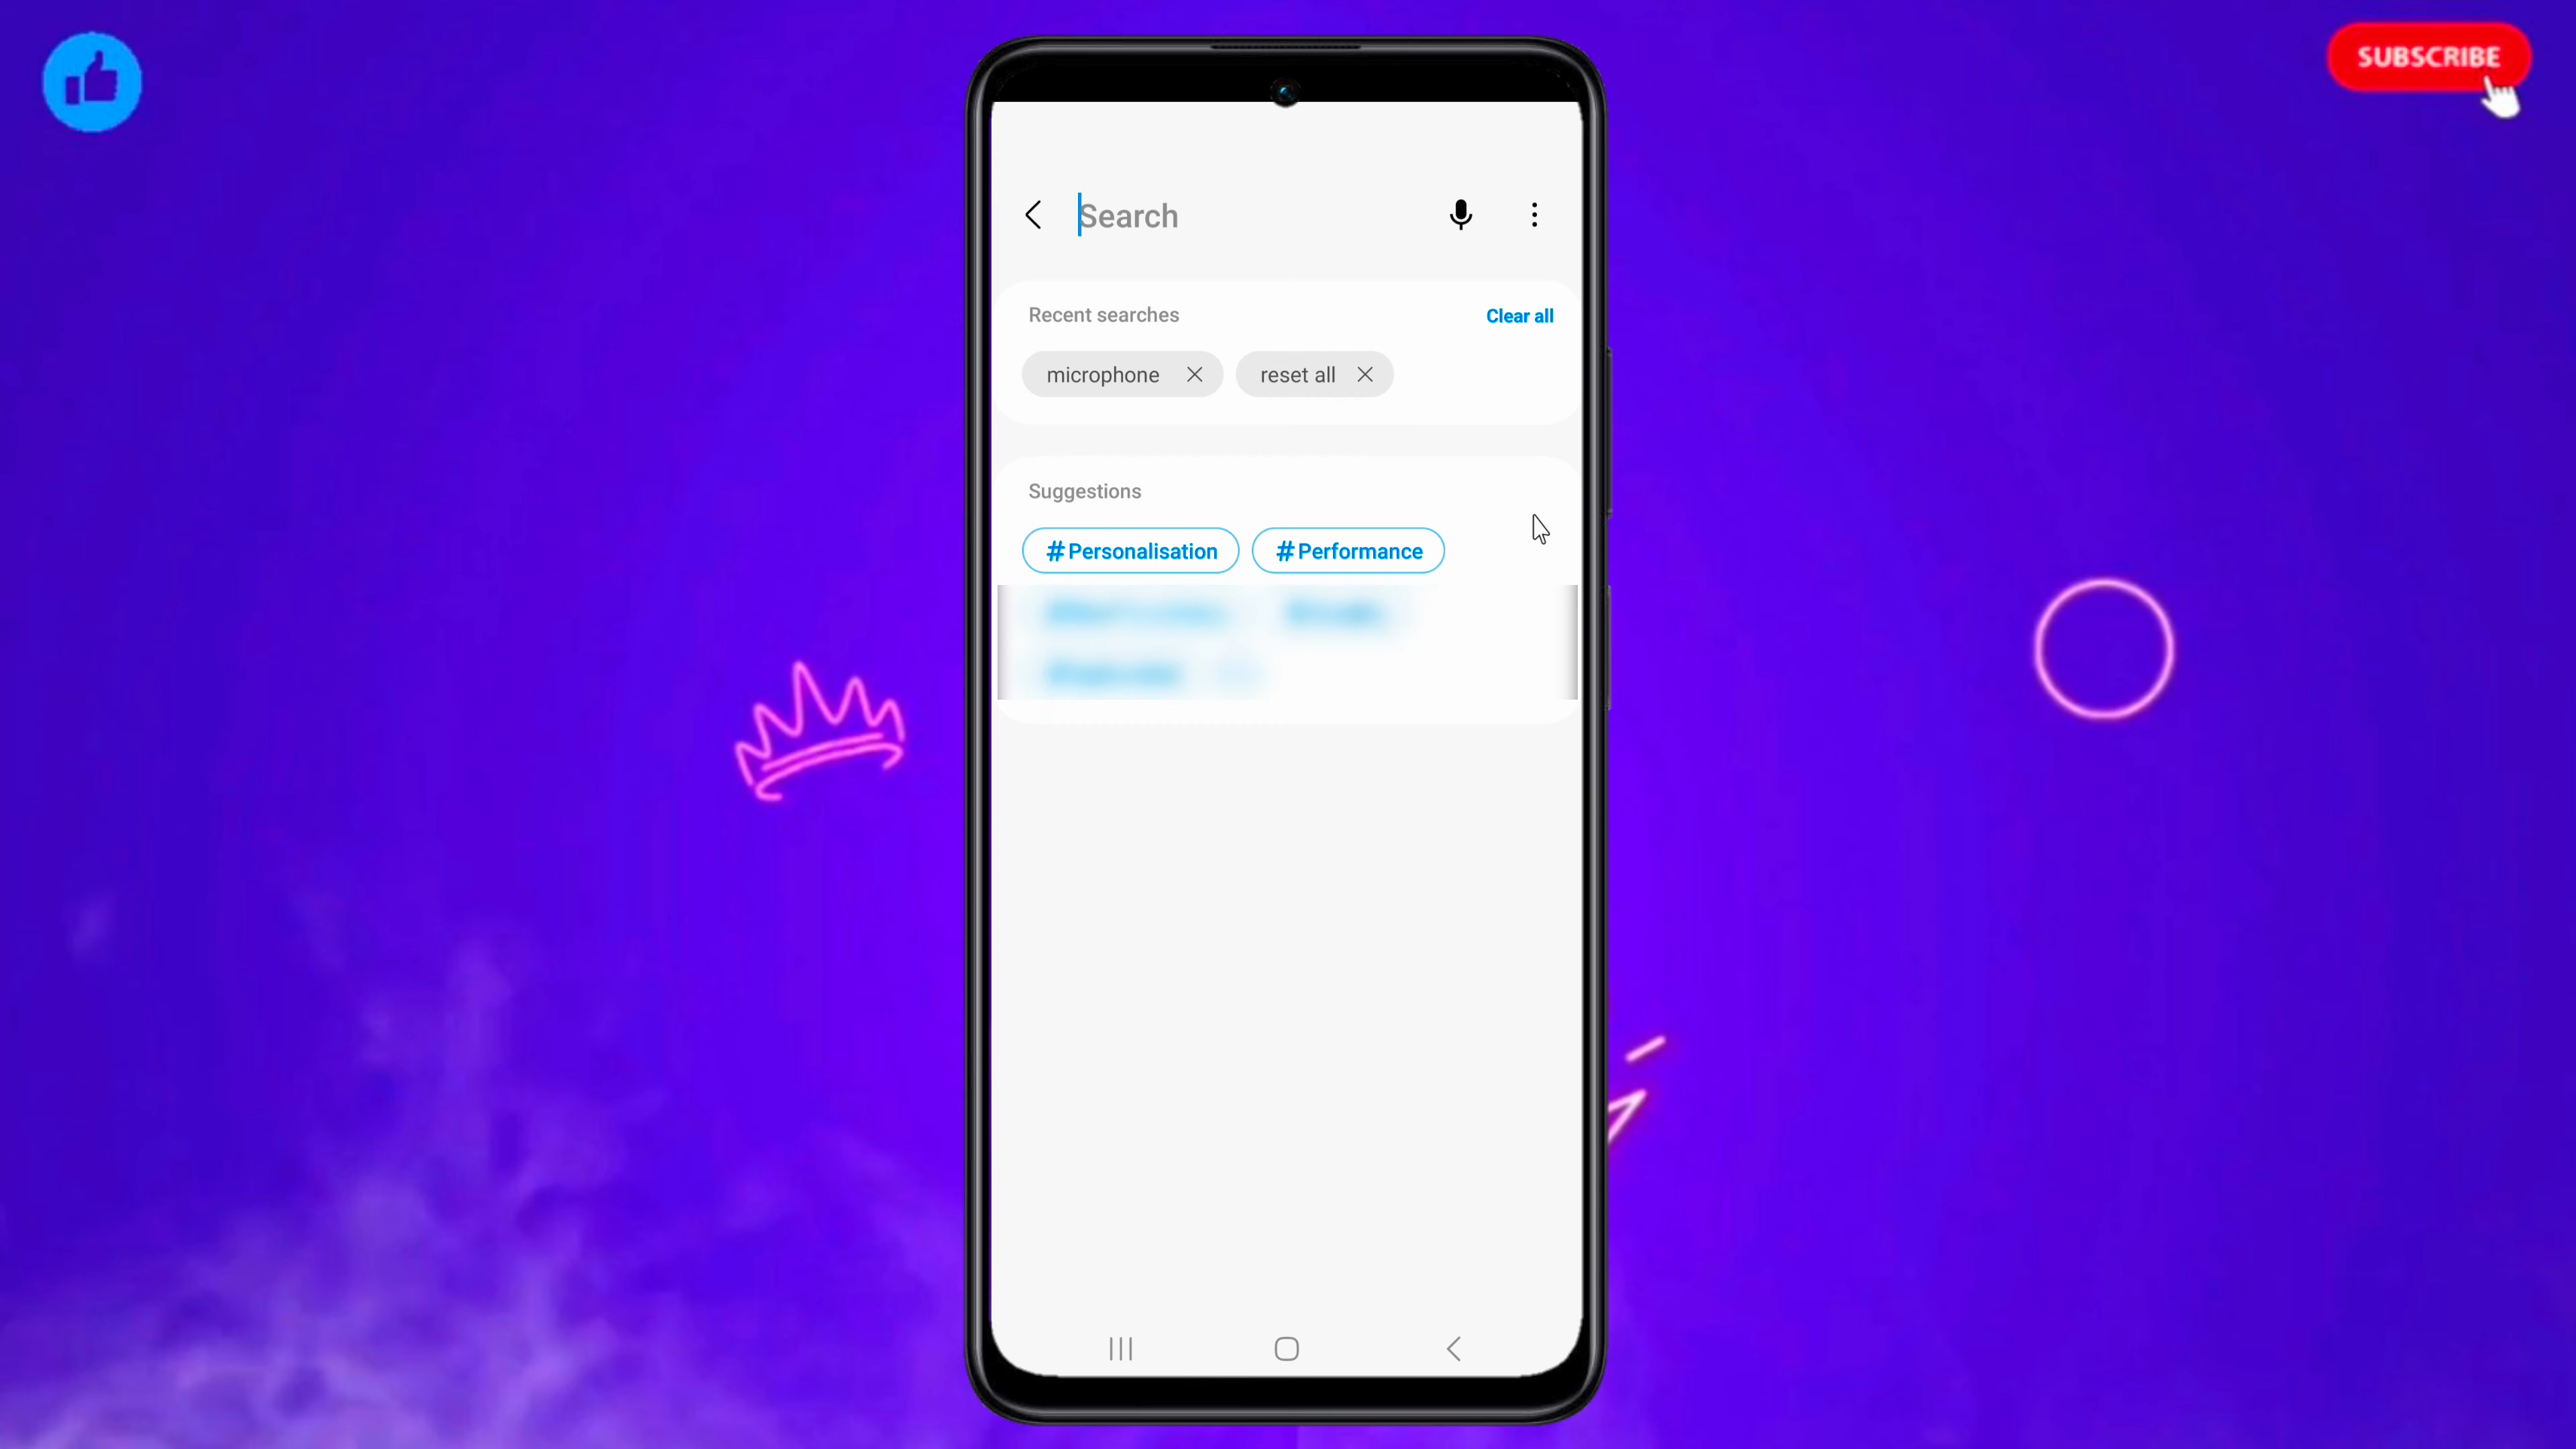 SUBSCRIBE
Search
Recent searches Clear all
microphone reset all
Suggestions
#Personalisation #Performance